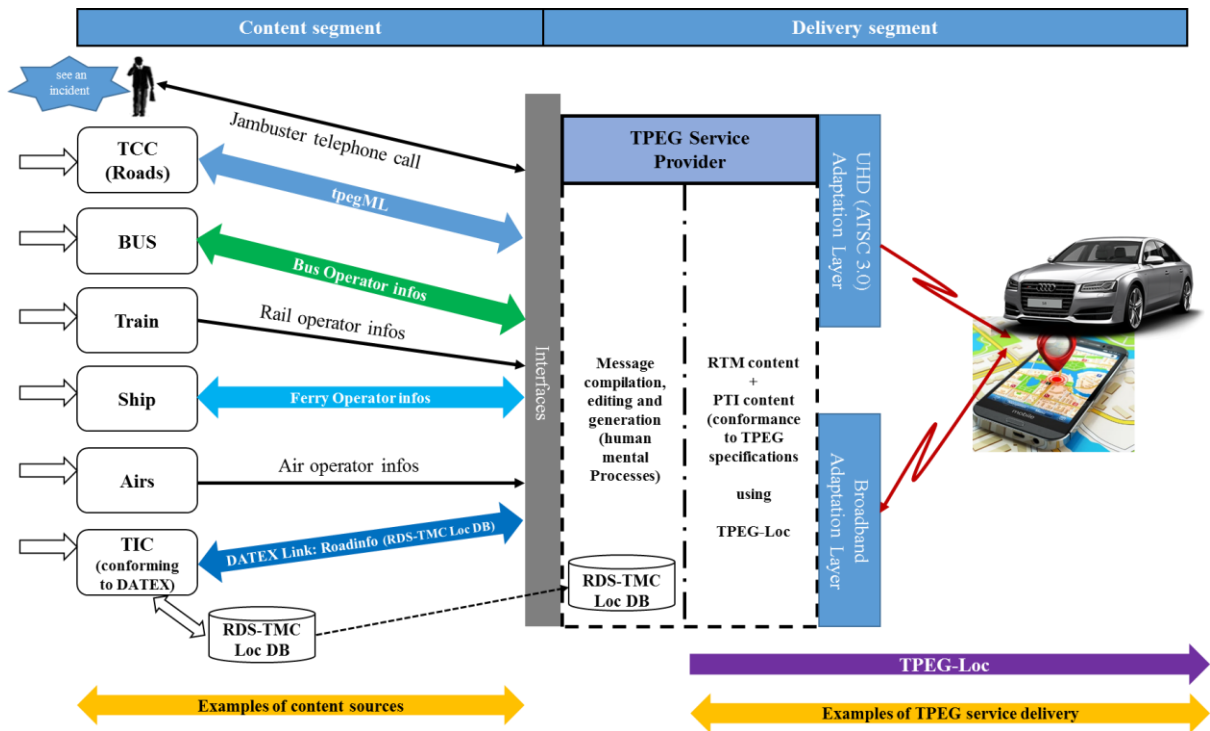 Content segment
Delivery segment
see an
incident
Jambuster telephone call
TCC
(Roads)
tpegML
BUS
Bus Operator infos
Train
Rail operator infos
Ship
Ferry Operator infos
Airs
Air operator infos
TIC
(conforming
to DATEX)
DATEX Link: Roadinfo (RDS-TMC Loc DB)
RDS-TMC
Loc DB
Interfaces
TPEG Service
Provider
Message
compilation,
editing and
generation
(human
mental
Processes)
RDS-TMC
Loc DB
RTM content
+
PTI content
(conformance
to TPEG
specifications
using
TPEG-Loc
UHD (ATSC 3.0)
Adaptation Layer
Broadband
Adaptation Layer
mobile
TPEG-Loc
Examples of content sources
Examples of TPEG service delivery